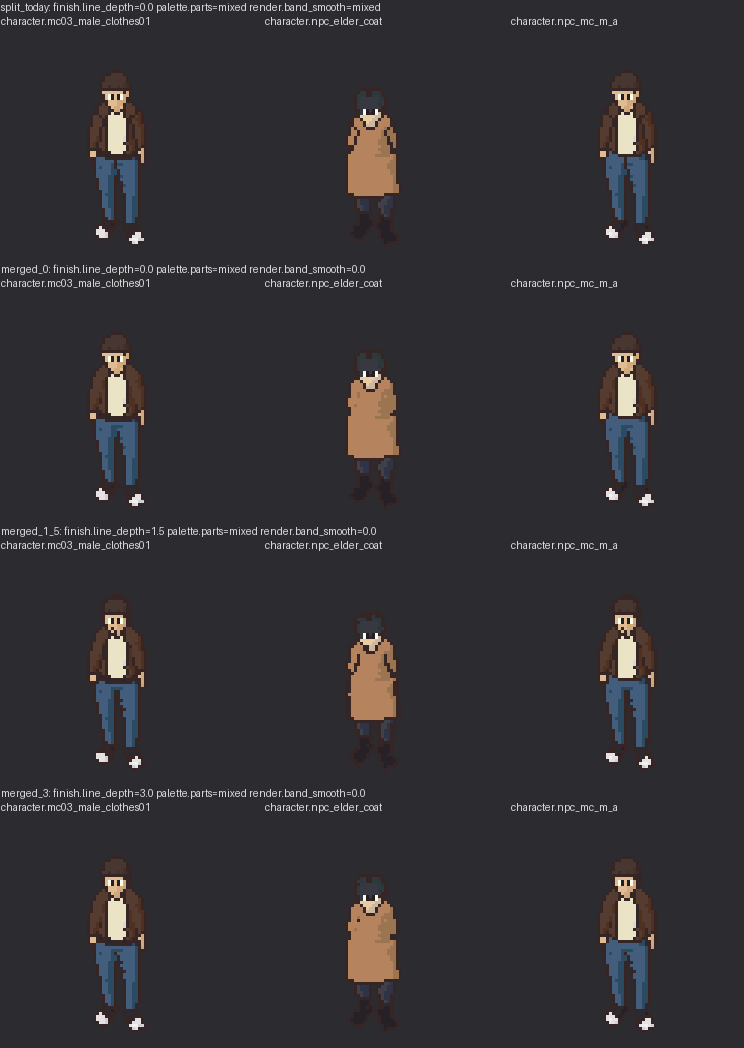 split_today: finish.line_depth=0.0 palette.parts=mixed render.band_smooth=mixed
character.mc03_male_clothes01 character.npc_elder_coat character.npc_mc_m_a
merged_0: finish.line_depth=0.0 palette.parts=mixed render.band_smooth=0.0
character.mc03_male_clothes01 character.npc_elder_coat character.npc_mc_m_a
merged_1_5: finish.line_depth=1.5 palette.parts=mixed render.band_smooth=0.0
character.mc03_male_clothes01 character.npc_elder_coat character.npc_mc_m_a
merged_3: finish.line_depth=3.0 palette.parts=mixed render.band_smooth=0.0
character.mc03_male_clothes01 character.npc_elder_coat character.npc_mc_m_a